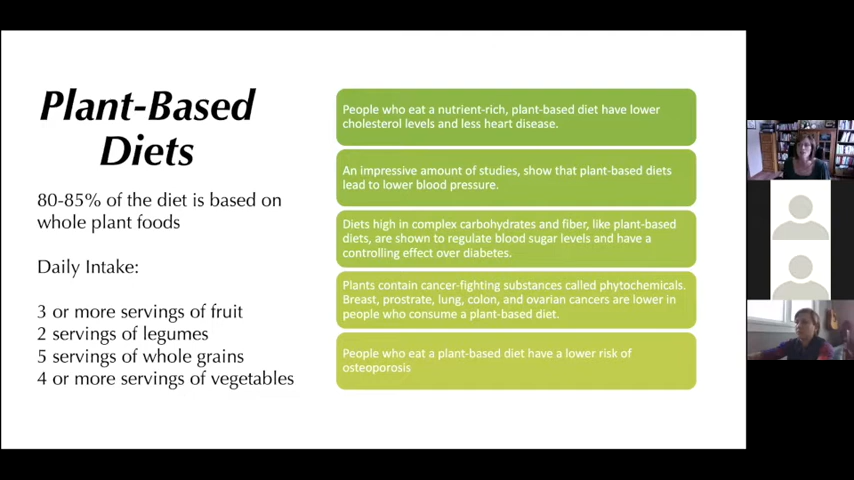 Plant-Based
Diets
80-85% of the diet is based on
whole plant foods
Daily Intake:
3 or more servings of fruit
2 servings of legumes
5 servings of whole grains
4 or more servings of vegetables
People who eat a nutrient-rich, plant-based diet have lower
cholesterol levels and less heart disease.
An impressive amount of studies, show that plant-based diets
lead to lower blood pressure.
Diets high in complex carbohydrates and fiber, like plant-based
diets, are shown to regulate blood sugar levels and have a
controlling effect over diabetes.
Plants contain cancer-fighting substances called phytochemicals.
Breast, prostrate, lung, colon, and ovarian cancers are lower in
people who consume a plant-based diet.
People who eat a plant-based diet have a lower risk of
osteoporosis